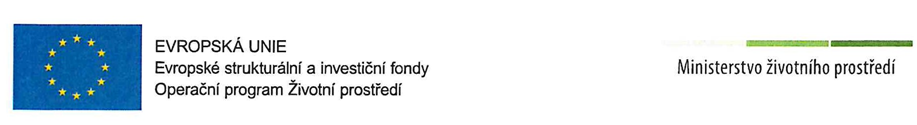 EVROPSKÁ UNIE
Evropské strukturální a investiční fondy
Operační program Životní prostředí
Ministerstvo životního prostředí